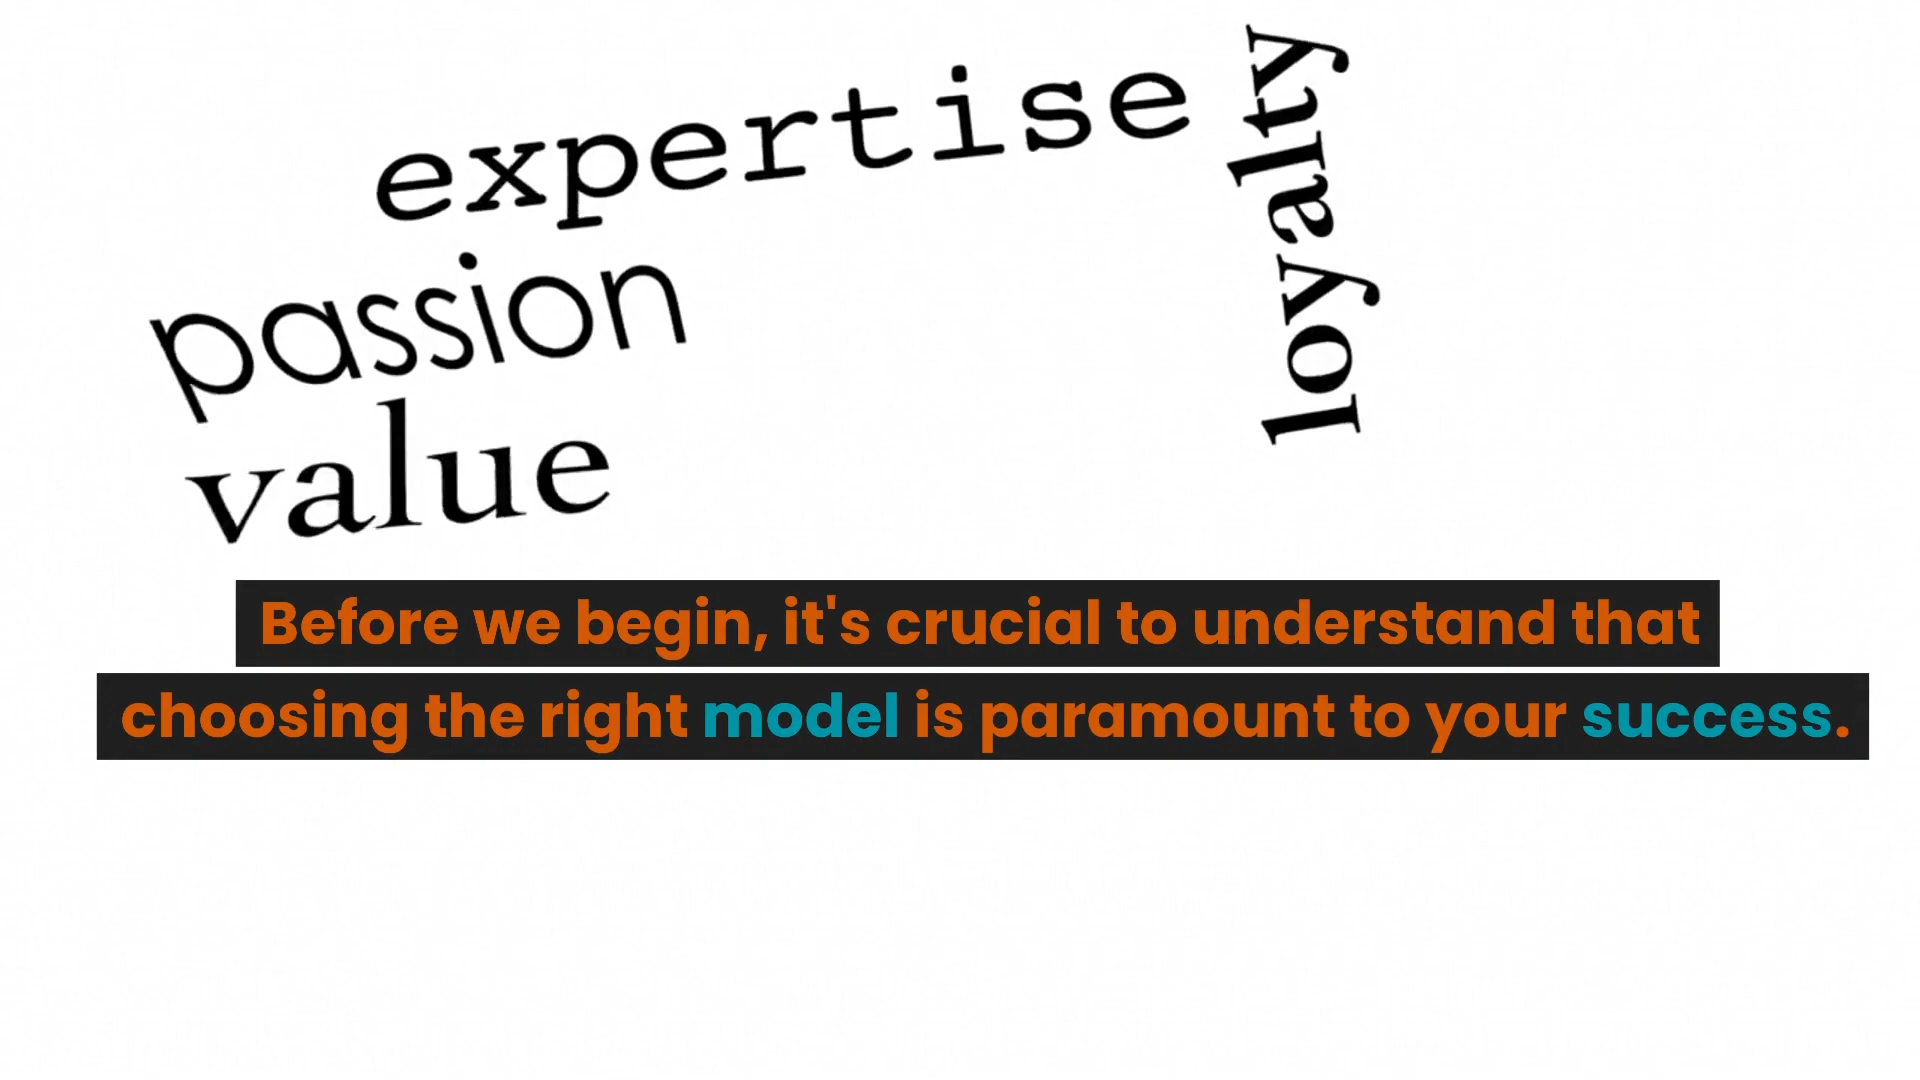 expertise
loyalty
passion
value
Before we begin, it's crucial to understand that
choosing the right model is paramount to your success.